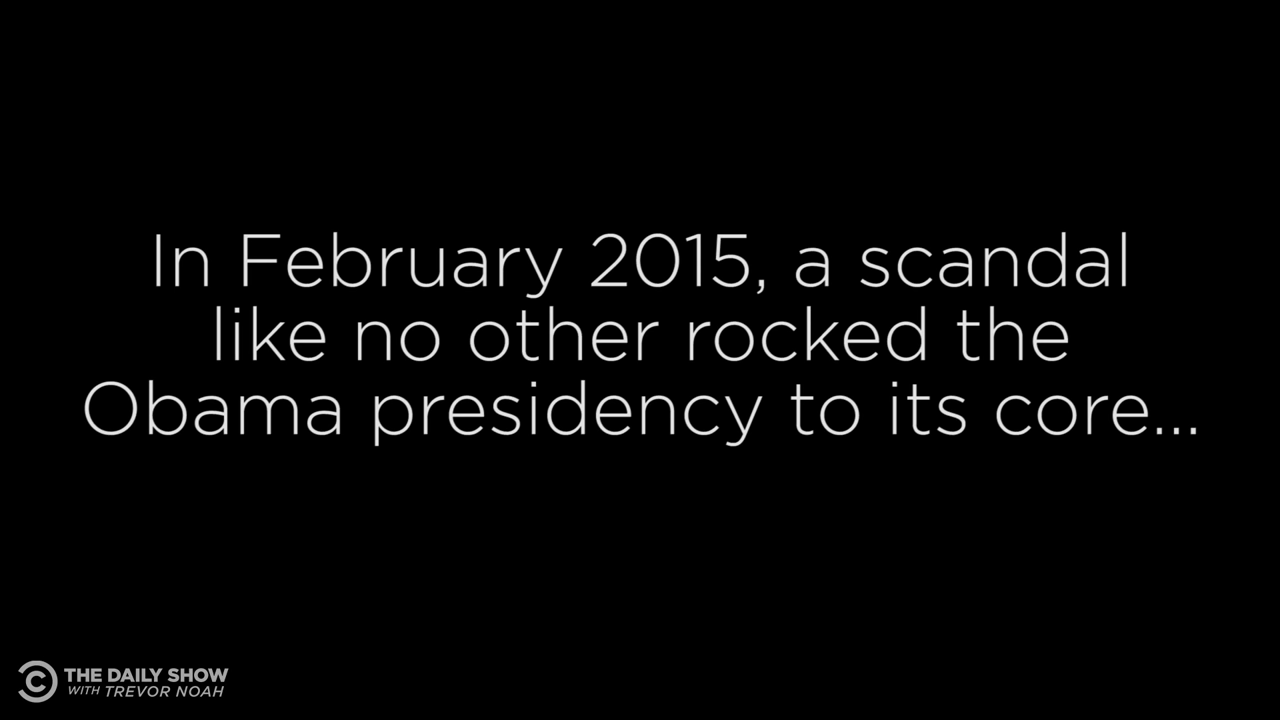 In February 2015, a scandal
like no other rocked the
Obama presidency to its core...
THE DAILY SHOW
WITH TREVOR NOAH